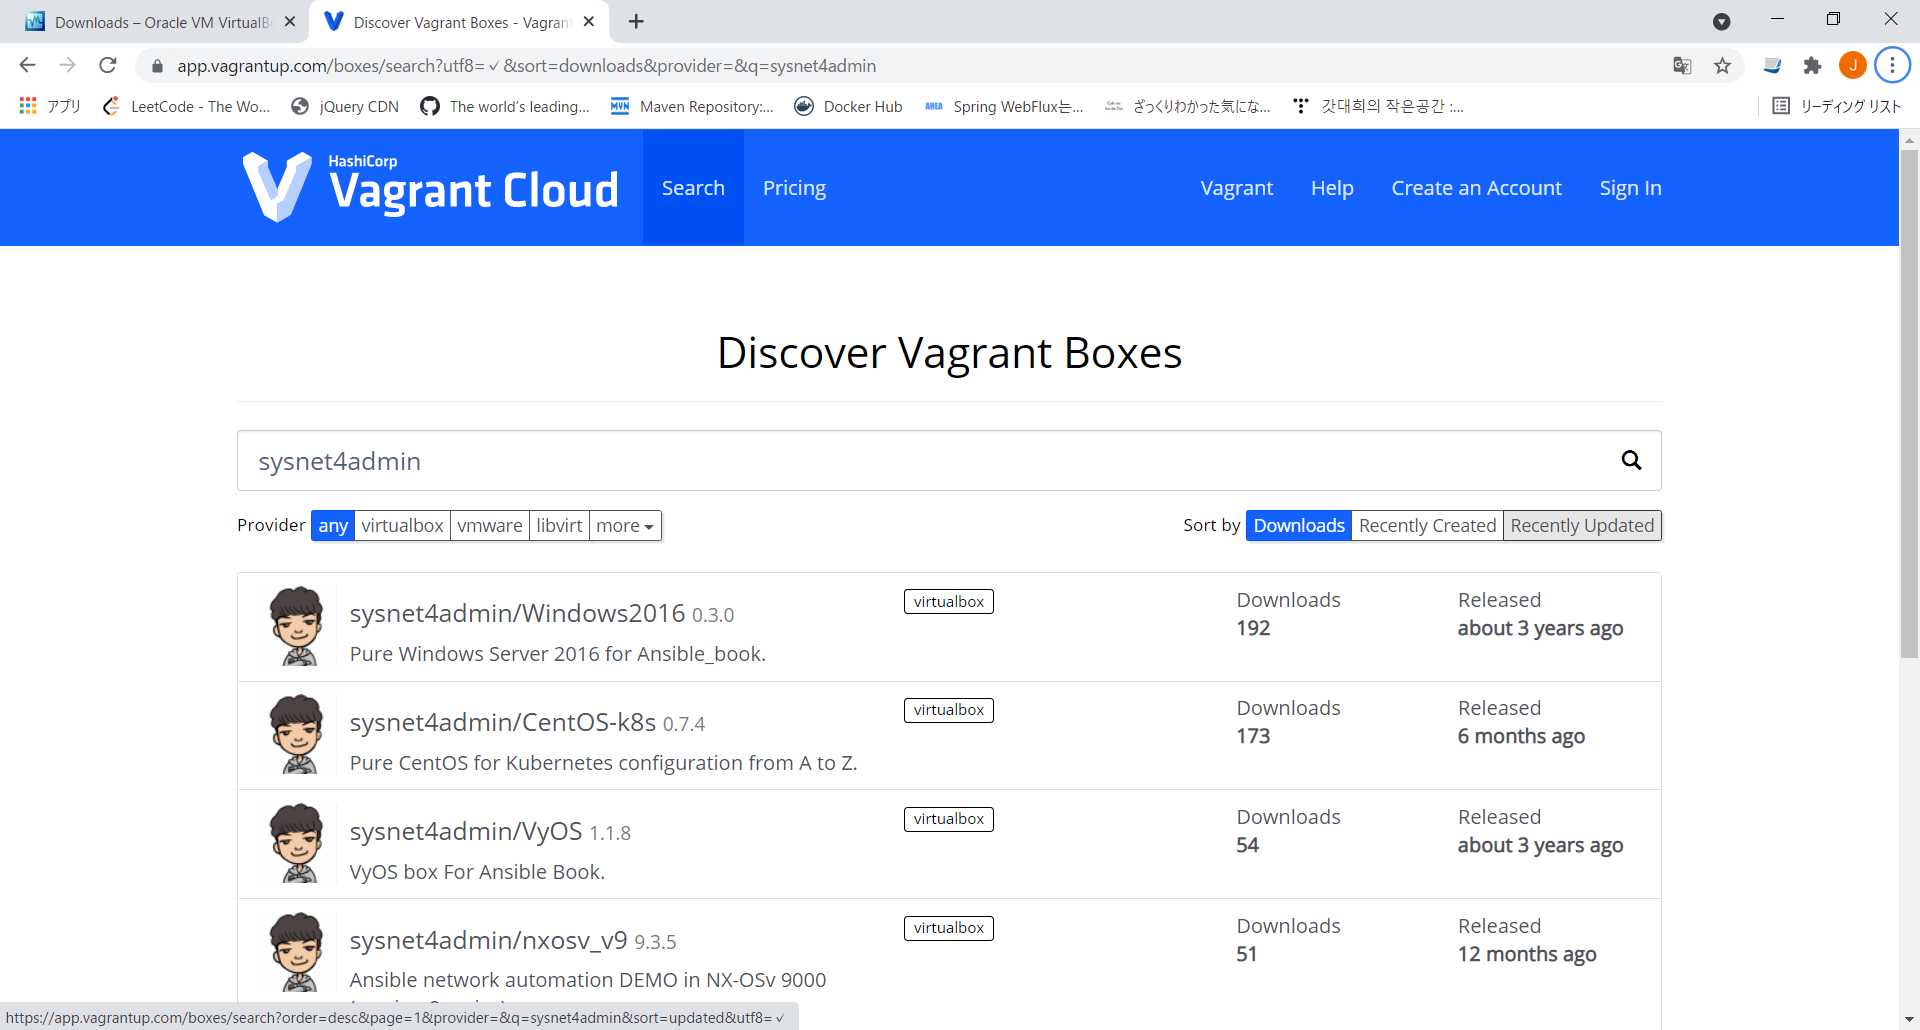 Downloads – Oracle VM VirtualB
Discover Vagrant Boxes - Vagran
app.vagrantup.com/boxes/search?utf8=✓&sort=downloads&provider=&q=sysnet4admin
J
アプリ
LeetCode - The Wo...
jQuery CDN
The world's leading...
MVN
Maven Repository:...
Docker Hub
AHEA
Spring WebFlux는...
ざっくりわかった気にな...
갓대희의 작은공간 :...
リーディング リスト
HashiCorp
Vagrant Cloud
Search
Pricing
Vagrant
Help
Create an Account
Sign In
Discover Vagrant Boxes
sysnet4admin
Provider any virtualbox vmware libvirt more
Sort by Downloads Recently Created Recently Updated
sysnet4admin/Windows2016 0.3.0
Pure Windows Server 2016 for Ansible_book.
virtualbox
Downloads
192
Released
about 3 years ago
sysnet4admin/CentOS-k8s 0.7.4
Pure CentOS for Kubernetes configuration from A to Z.
virtualbox
Downloads
173
Released
6 months ago
sysnet4admin/VyOS 1.1.8
VyOS box For Ansible Book.
virtualbox
Downloads
54
Released
about 3 years ago
sysnet4admin/nxosv_v9 9.3.5
Ansible network automation DEMO in NX-OSv 9000
virtualbox
Downloads
51
Released
12 months ago
https://app.vagrantup.com/boxes/search?order=desc&page=1&provider=&q=sysnet4admin&sort=updated&utf8=✓